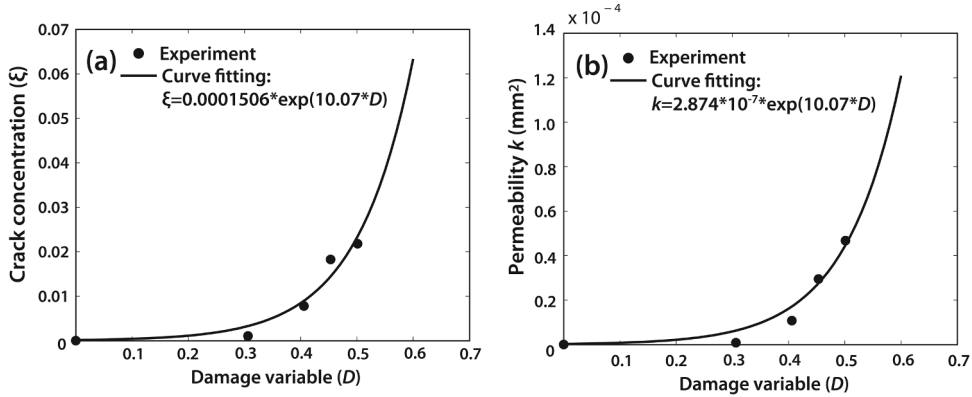 (a)
Experiment
Curve fitting:
ξ=0.0001506*exp(10.07*D)
0.07
0.06
0.05
0.04
0.03
0.02
0.01
0
0.1 0.2 0.3 0.4 0.5 0.6 0.7
Crack concentration (ξ)
Damage variable (D)
x 10⁻⁴
(b)
Experiment
Curve fitting:
k=2.874*10⁻⁷*exp(10.07*D)
1.4
1.2
1.0
0.8
0.6
0.4
0.2
0
0.1 0.2 0.3 0.4 0.5 0.6 0.7
Permeability k (mm²)
Damage variable (D)